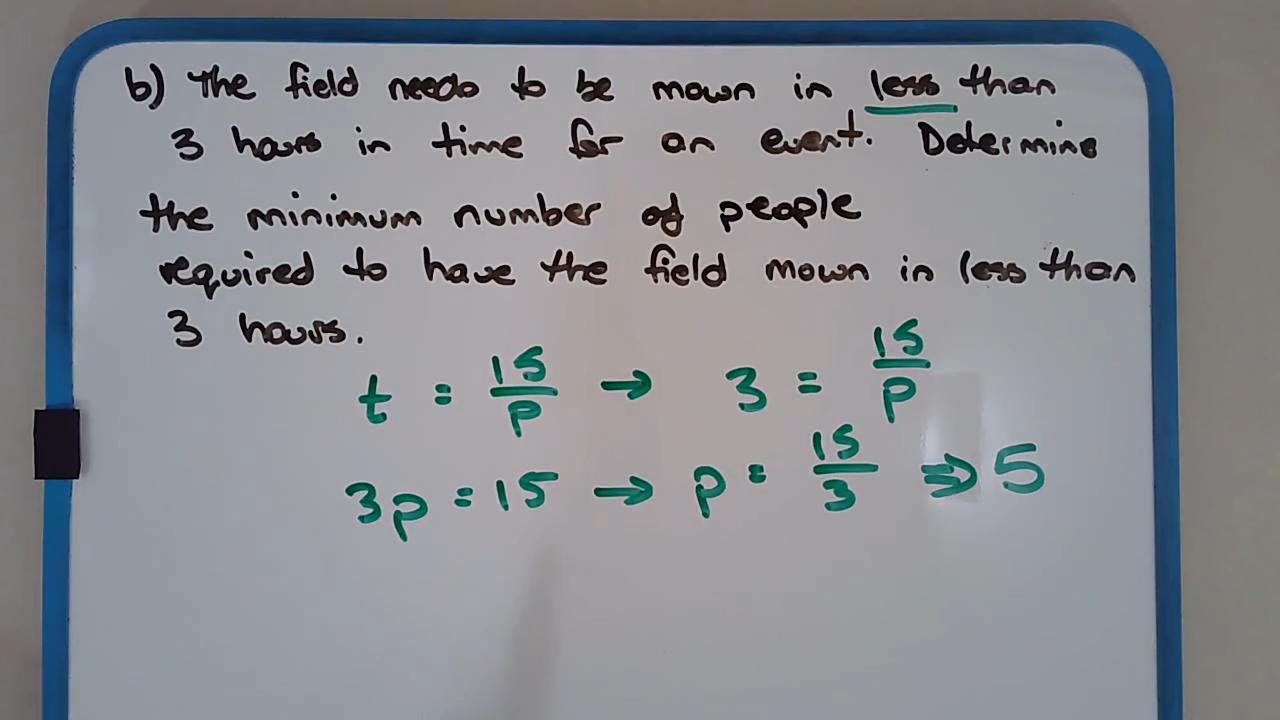 b) The field needs to be mown in less than
3 hours in time for an event. Determine
the minimum number of people
required to have the field mown in less than
3 hours.
t = 15/p → 3 = 15/p
3p = 15 → p = 15/3 ⇒ 5